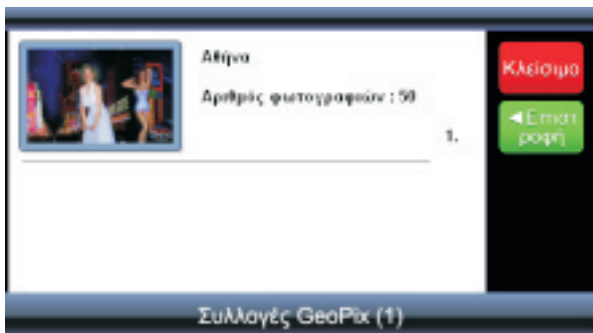 Αθήνα
Αριθμός φωτογραφιών : 50
1.
Κλείσιμο
◄Επιστ
ροφή
Συλλογές GeoPix (1)